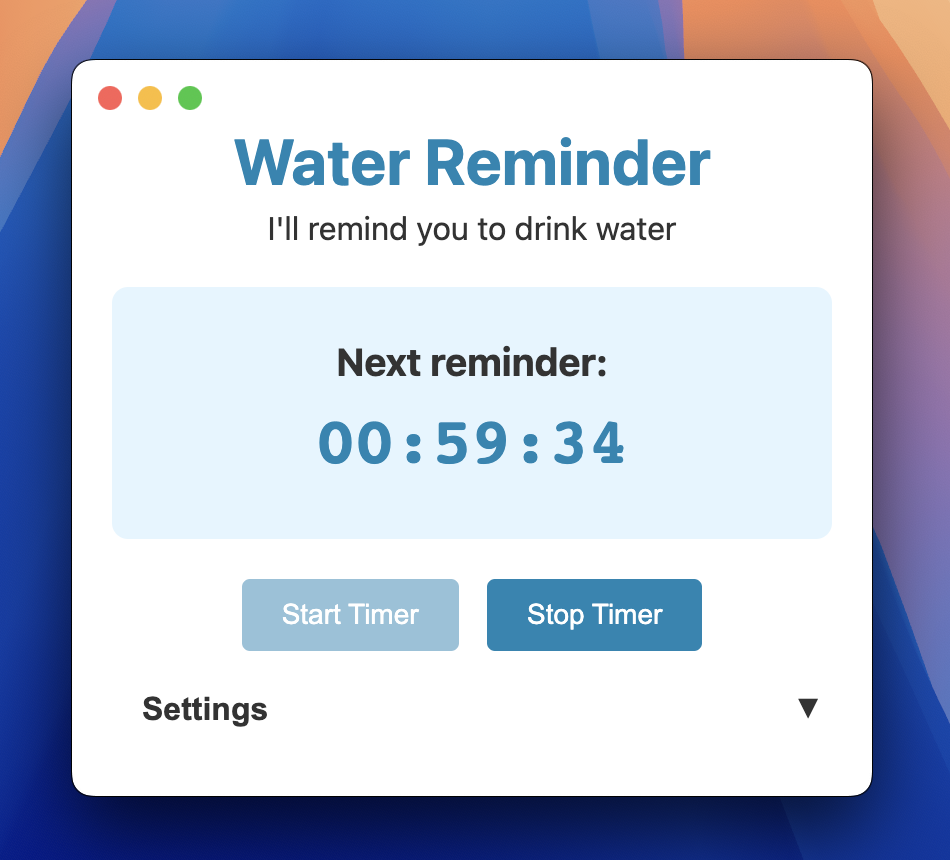 Water Reminder
I'll remind you to drink water
Next reminder:
00:59:34
Start Timer
Stop Timer
Settings ▼